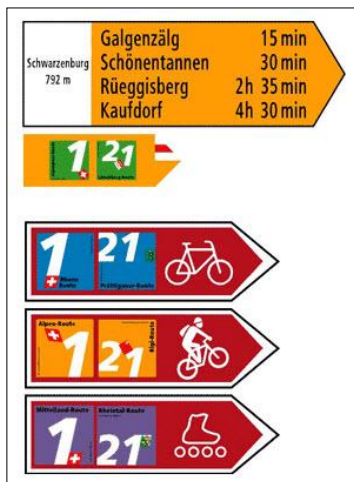 Schwarzenburg
792 m
Galgenzälg 15 min
Schönentannen 30 min
Rüeggisberg 2h 35 min
Kaufdorf 4h 30 min
1 21
1 21
Rhone Route Prättigauer-Route
Alpen-Route
1 21
Rigi-Route
Mittelland-Route Rheintal-Route
1 21